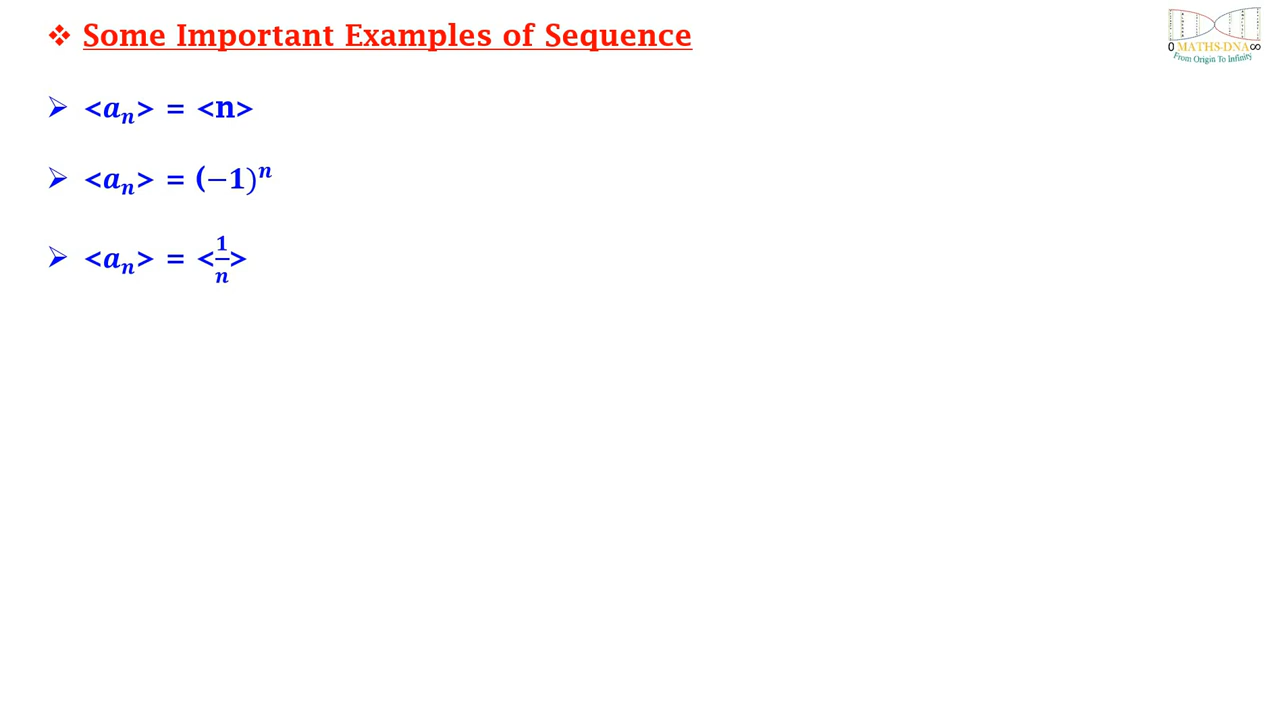 ❖ Some Important Examples of Sequence
0 MATHS-DNA ∞
From Origin To Infinity
➢ <aₙ> = <n>
➢ <aₙ> = (−1)ⁿ
➢ <aₙ> = <1/n>